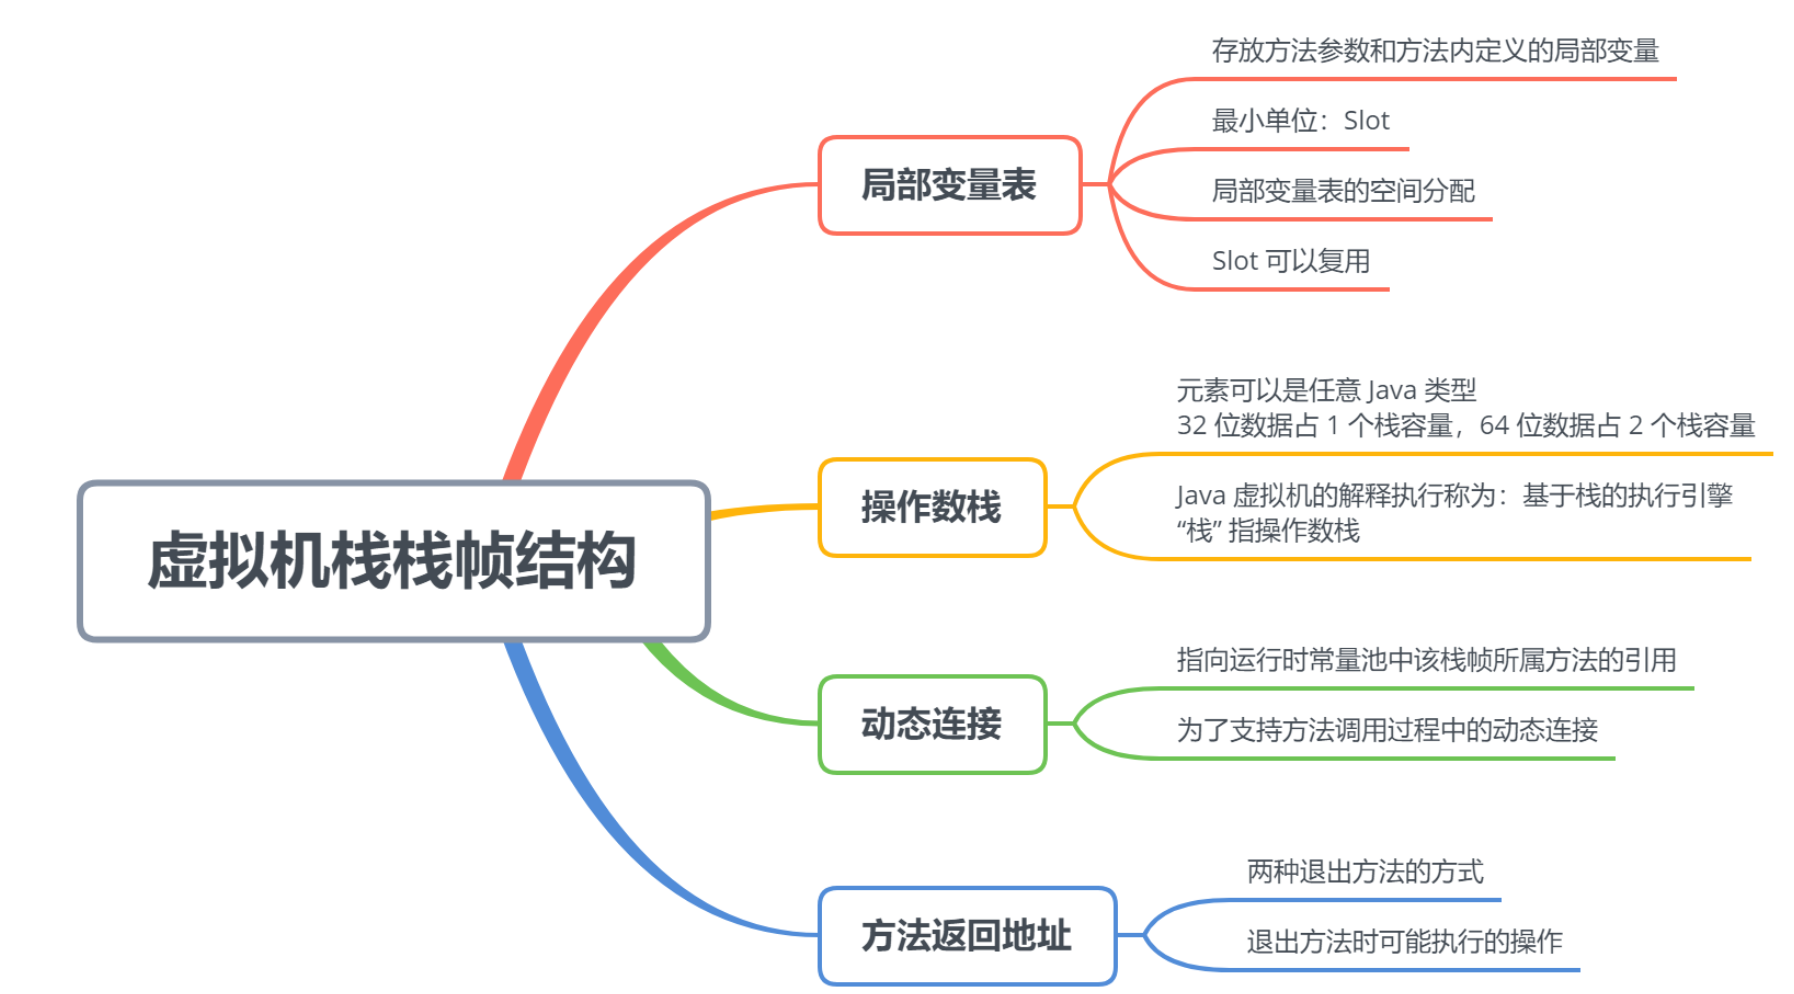 虚拟机栈栈帧结构
局部变量表
存放方法参数和方法内定义的局部变量
最小单位：Slot
局部变量表的空间分配
Slot 可以复用
操作数栈
元素可以是任意 Java 类型
32 位数据占 1 个栈容量，64 位数据占 2 个栈容量
Java 虚拟机的解释执行称为：基于栈的执行引擎
“栈” 指操作数栈
动态连接
指向运行时常量池中该栈帧所属方法的引用
为了支持方法调用过程中的动态连接
方法返回地址
两种退出方法的方式
退出方法时可能执行的操作